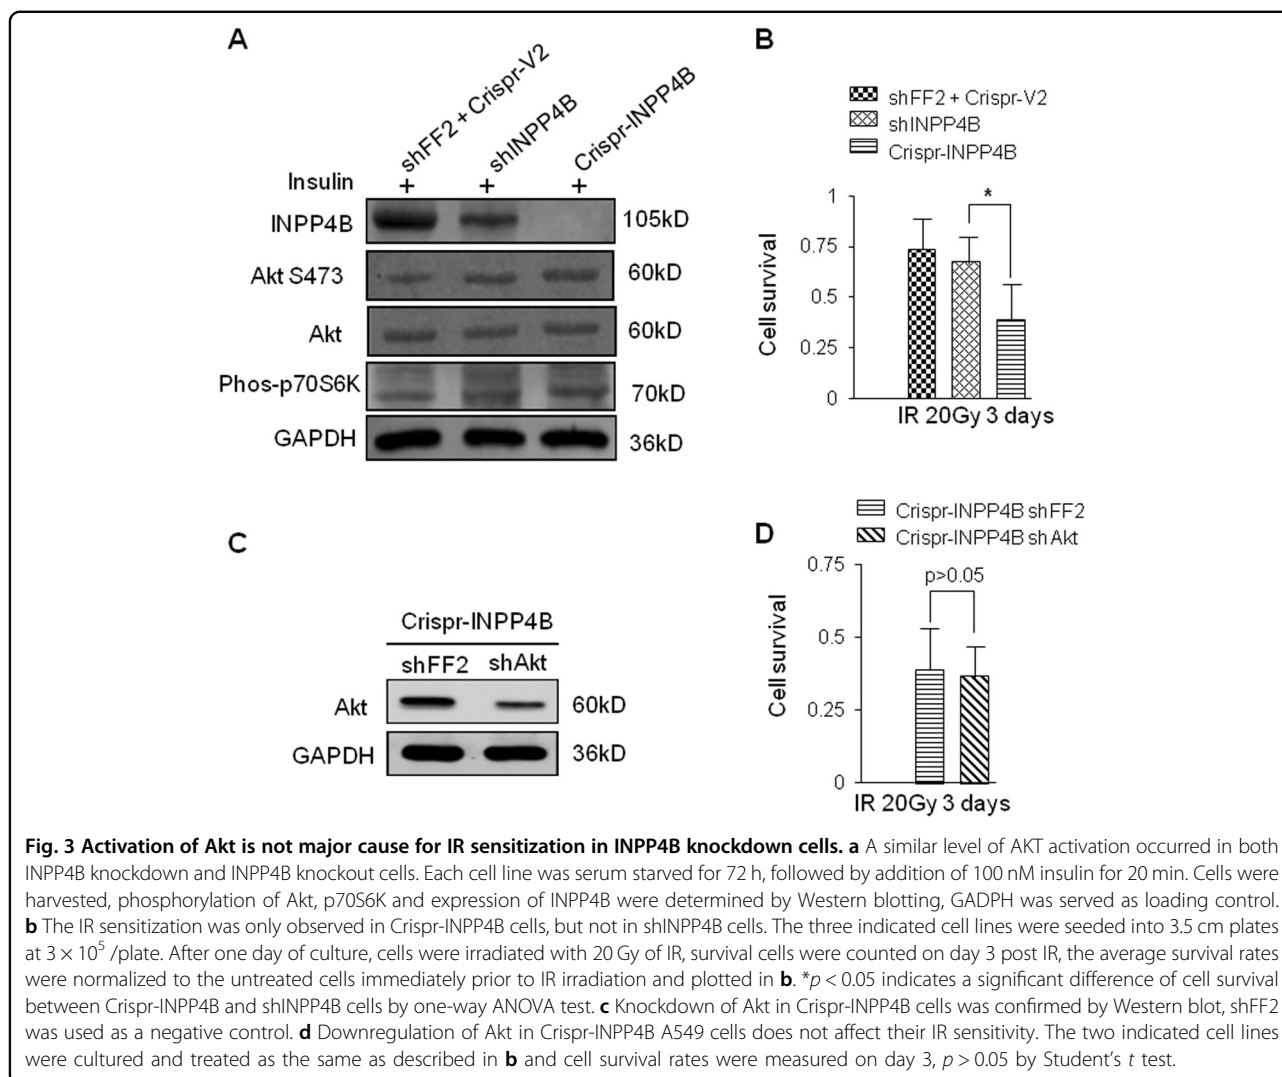 A
shFF2 + Crispr-V2
shINPP4B
Crispr-INPP4B
Insulin + + +
INPP4B 105kD
Akt S473 60kD
Akt 60kD
Phos-p70S6K 70kD
GAPDH 36kD
B
shFF2 + Crispr-V2
shINPP4B
Crispr-INPP4B
1
0.75
0.5
0.25
0
Cell survival
*
IR 20Gy 3 days
C
Crispr-INPP4B
shFF2 shAkt
Akt 60kD
GAPDH 36kD
D
Crispr-INPP4B shFF2
Crispr-INPP4B shAkt
0.75
0.5
0.25
0
Cell survival
p>0.05
IR 20Gy 3 days
Fig. 3 Activation of Akt is not major cause for IR sensitization in INPP4B knockdown cells. a A similar level of AKT activation occurred in both
INPP4B knockdown and INPP4B knockout cells. Each cell line was serum starved for 72 h, followed by addition of 100 nM insulin for 20 min. Cells were
harvested, phosphorylation of Akt, p70S6K and expression of INPP4B were determined by Western blotting, GADPH was served as loading control.
b The IR sensitization was only observed in Crispr-INPP4B cells, but not in shINPP4B cells. The three indicated cell lines were seeded into 3.5 cm plates
at 3 × 10⁵ /plate. After one day of culture, cells were irradiated with 20 Gy of IR, survival cells were counted on day 3 post IR, the average survival rates
were normalized to the untreated cells immediately prior to IR irradiation and plotted in b. *p < 0.05 indicates a significant difference of cell survival
between Crispr-INPP4B and shINPP4B cells by one-way ANOVA test. c Knockdown of Akt in Crispr-INPP4B cells was confirmed by Western blot, shFF2
was used as a negative control. d Downregulation of Akt in Crispr-INPP4B A549 cells does not affect their IR sensitivity. The two indicated cell lines
were cultured and treated as the same as described in b and cell survival rates were measured on day 3, p > 0.05 by Student's t test.